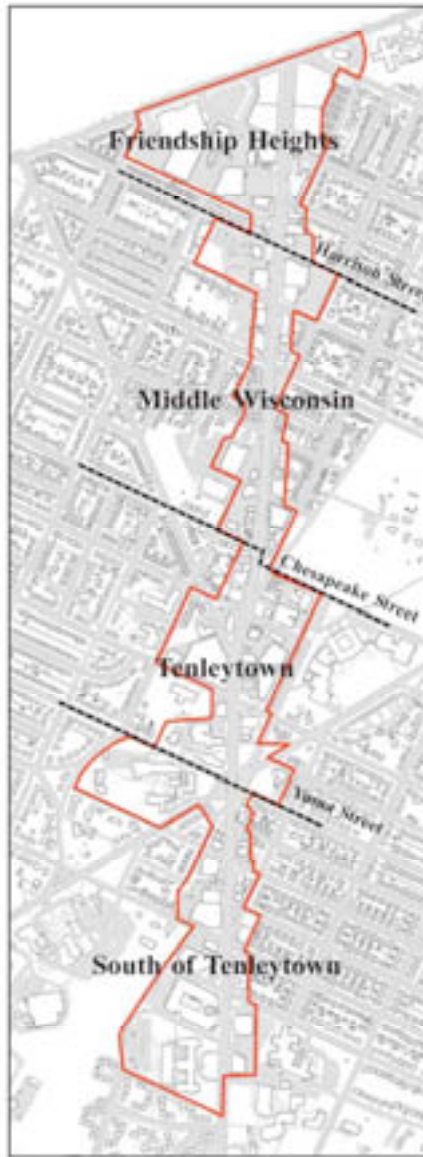 Friendship Heights
Harrison Street
Middle Wisconsin
Chesapeake Street
Tenleytown
Yuma Street
South of Tenleytown